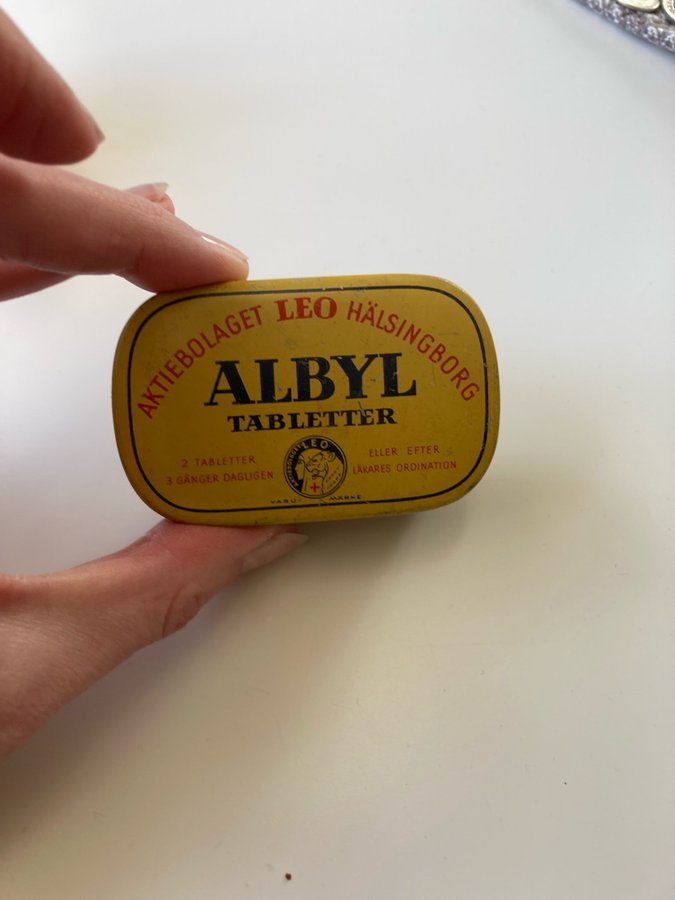 AKTIEBOLAGET LEO HÄLSINGBORG
ALBYL
TABLETTER
2 TABLETTER
3 GÅNGER DAGLIGEN
ELLER EFTER
LÄKARES ORDINATION
LEO
VARU- MÄRKE